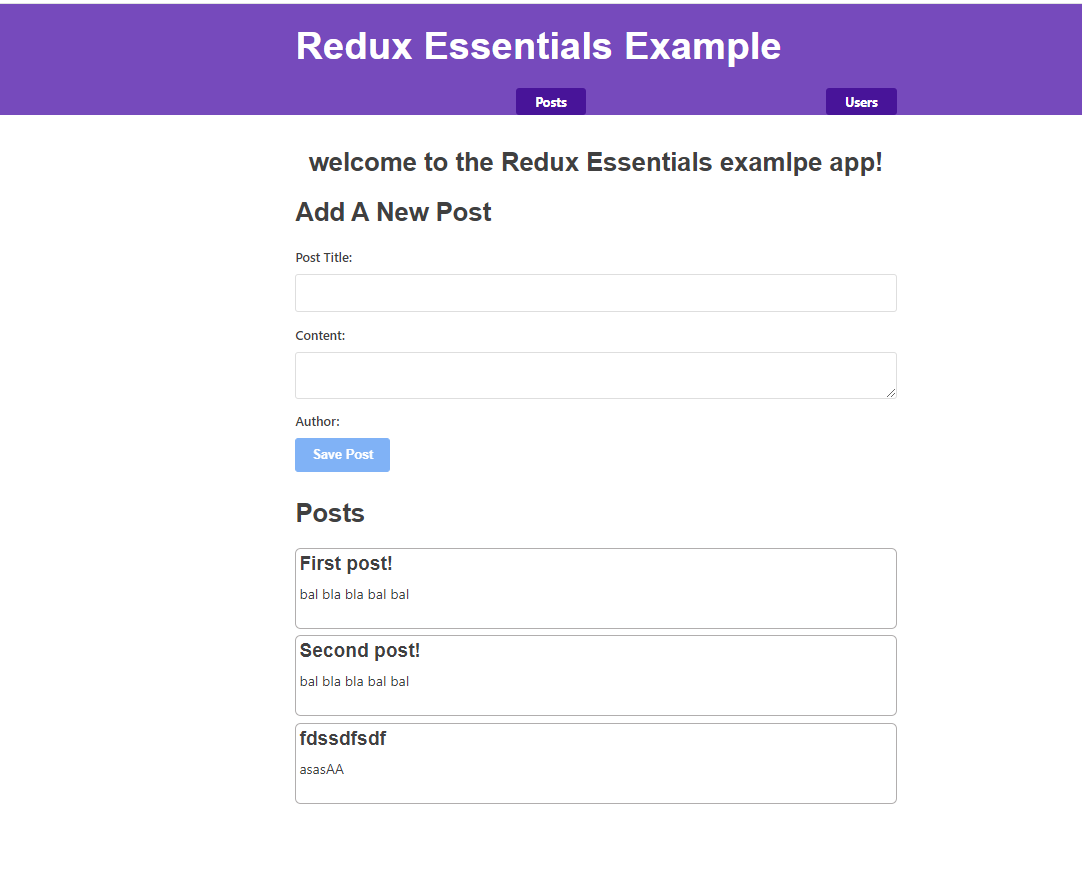 Redux Essentials Example
Posts Users
welcome to the Redux Essentials examlpe app!
Add A New Post
Post Title:
Content:
Author:
Save Post
Posts
First post!
bal bla bla bal bal
Second post!
bal bla bla bal bal
fdssdfsdf
asasAA